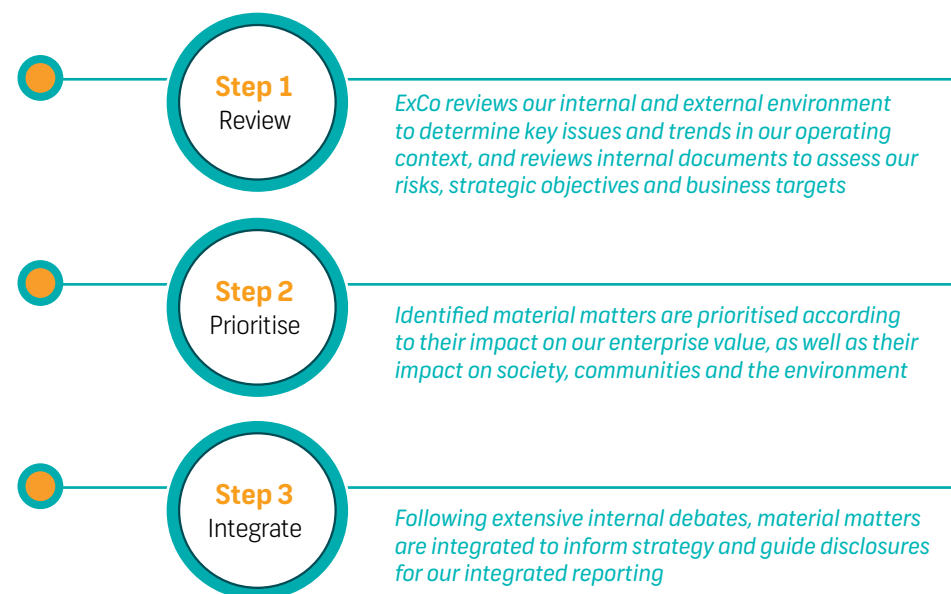 Step 1
Review
ExCo reviews our internal and external environment
to determine key issues and trends in our operating
context, and reviews internal documents to assess our
risks, strategic objectives and business targets
Step 2
Prioritise
Identified material matters are prioritised according
to their impact on our enterprise value, as well as their
impact on society, communities and the environment
Step 3
Integrate
Following extensive internal debates, material matters
are integrated to inform strategy and guide disclosures
for our integrated reporting